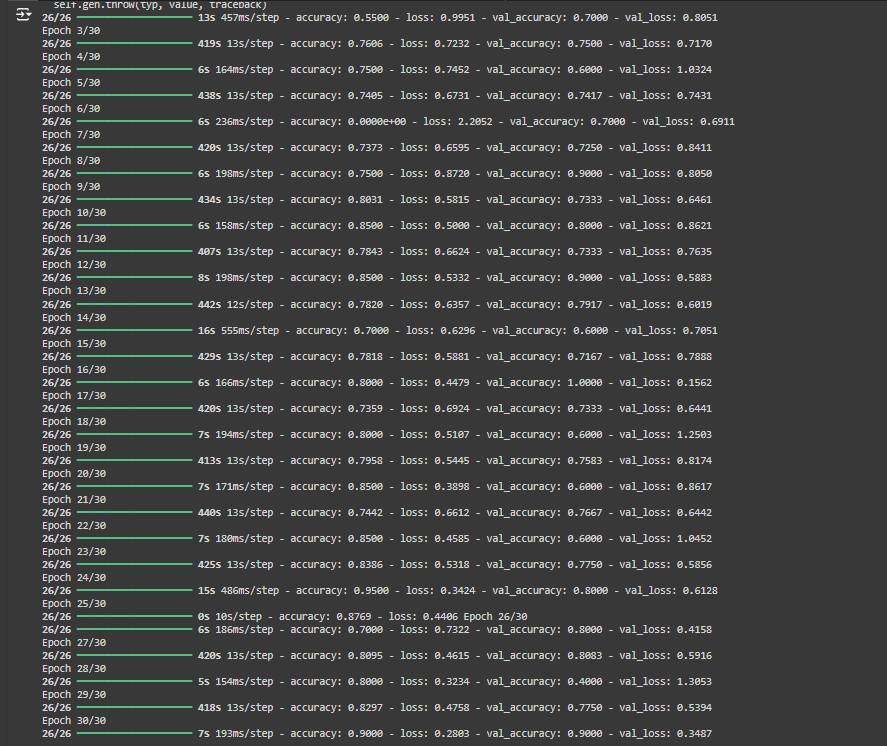 self.gen.throw(typ, value, traceback)
26/26 ━━━━━━━━━━━━━━━━━━━━ 13s 457ms/step - accuracy: 0.5500 - loss: 0.9951 - val_accuracy: 0.7000 - val_loss: 0.8051
Epoch 3/30
26/26 ━━━━━━━━━━━━━━━━━━━━ 419s 13s/step - accuracy: 0.7606 - loss: 0.7232 - val_accuracy: 0.7500 - val_loss: 0.7170
Epoch 4/30
26/26 ━━━━━━━━━━━━━━━━━━━━ 6s 164ms/step - accuracy: 0.7500 - loss: 0.7452 - val_accuracy: 0.6000 - val_loss: 1.0324
Epoch 5/30
26/26 ━━━━━━━━━━━━━━━━━━━━ 438s 13s/step - accuracy: 0.7405 - loss: 0.6731 - val_accuracy: 0.7417 - val_loss: 0.7431
Epoch 6/30
26/26 ━━━━━━━━━━━━━━━━━━━━ 6s 236ms/step - accuracy: 0.0000e+00 - loss: 2.2052 - val_accuracy: 0.7000 - val_loss: 0.6911
Epoch 7/30
26/26 ━━━━━━━━━━━━━━━━━━━━ 420s 13s/step - accuracy: 0.7373 - loss: 0.6595 - val_accuracy: 0.7250 - val_loss: 0.8411
Epoch 8/30
26/26 ━━━━━━━━━━━━━━━━━━━━ 6s 198ms/step - accuracy: 0.7500 - loss: 0.8720 - val_accuracy: 0.9000 - val_loss: 0.8050
Epoch 9/30
26/26 ━━━━━━━━━━━━━━━━━━━━ 434s 13s/step - accuracy: 0.8031 - loss: 0.5815 - val_accuracy: 0.7333 - val_loss: 0.6461
Epoch 10/30
26/26 ━━━━━━━━━━━━━━━━━━━━ 6s 158ms/step - accuracy: 0.8500 - loss: 0.5000 - val_accuracy: 0.8000 - val_loss: 0.8621
Epoch 11/30
26/26 ━━━━━━━━━━━━━━━━━━━━ 407s 13s/step - accuracy: 0.7843 - loss: 0.6624 - val_accuracy: 0.7333 - val_loss: 0.7635
Epoch 12/30
26/26 ━━━━━━━━━━━━━━━━━━━━ 8s 198ms/step - accuracy: 0.8500 - loss: 0.5332 - val_accuracy: 0.9000 - val_loss: 0.5883
Epoch 13/30
26/26 ━━━━━━━━━━━━━━━━━━━━ 442s 12s/step - accuracy: 0.7820 - loss: 0.6357 - val_accuracy: 0.7917 - val_loss: 0.6019
Epoch 14/30
26/26 ━━━━━━━━━━━━━━━━━━━━ 16s 555ms/step - accuracy: 0.7000 - loss: 0.6296 - val_accuracy: 0.6000 - val_loss: 0.7051
Epoch 15/30
26/26 ━━━━━━━━━━━━━━━━━━━━ 429s 13s/step - accuracy: 0.7818 - loss: 0.5881 - val_accuracy: 0.7167 - val_loss: 0.7888
Epoch 16/30
26/26 ━━━━━━━━━━━━━━━━━━━━ 6s 166ms/step - accuracy: 0.8000 - loss: 0.4479 - val_accuracy: 1.0000 - val_loss: 0.1562
Epoch 17/30
26/26 ━━━━━━━━━━━━━━━━━━━━ 420s 13s/step - accuracy: 0.7359 - loss: 0.6924 - val_accuracy: 0.7333 - val_loss: 0.6441
Epoch 18/30
26/26 ━━━━━━━━━━━━━━━━━━━━ 7s 194ms/step - accuracy: 0.8000 - loss: 0.5107 - val_accuracy: 0.6000 - val_loss: 1.2503
Epoch 19/30
26/26 ━━━━━━━━━━━━━━━━━━━━ 413s 13s/step - accuracy: 0.7958 - loss: 0.5445 - val_accuracy: 0.7583 - val_loss: 0.8174
Epoch 20/30
26/26 ━━━━━━━━━━━━━━━━━━━━ 7s 171ms/step - accuracy: 0.8500 - loss: 0.3898 - val_accuracy: 0.6000 - val_loss: 0.8617
Epoch 21/30
26/26 ━━━━━━━━━━━━━━━━━━━━ 440s 13s/step - accuracy: 0.7442 - loss: 0.6612 - val_accuracy: 0.7667 - val_loss: 0.6442
Epoch 22/30
26/26 ━━━━━━━━━━━━━━━━━━━━ 7s 180ms/step - accuracy: 0.8500 - loss: 0.4585 - val_accuracy: 0.6000 - val_loss: 1.0452
Epoch 23/30
26/26 ━━━━━━━━━━━━━━━━━━━━ 425s 13s/step - accuracy: 0.8386 - loss: 0.5318 - val_accuracy: 0.7750 - val_loss: 0.5856
Epoch 24/30
26/26 ━━━━━━━━━━━━━━━━━━━━ 15s 486ms/step - accuracy: 0.9500 - loss: 0.3424 - val_accuracy: 0.8000 - val_loss: 0.6128
Epoch 25/30
26/26 ━━━━━━━━━━━━━━━━━━━━ 0s 10s/step - accuracy: 0.8769 - loss: 0.4406 Epoch 26/30
26/26 ━━━━━━━━━━━━━━━━━━━━ 6s 186ms/step - accuracy: 0.7000 - loss: 0.7322 - val_accuracy: 0.8000 - val_loss: 0.4158
Epoch 27/30
26/26 ━━━━━━━━━━━━━━━━━━━━ 420s 13s/step - accuracy: 0.8095 - loss: 0.4615 - val_accuracy: 0.8083 - val_loss: 0.5916
Epoch 28/30
26/26 ━━━━━━━━━━━━━━━━━━━━ 5s 154ms/step - accuracy: 0.8000 - loss: 0.3234 - val_accuracy: 0.4000 - val_loss: 1.3053
Epoch 29/30
26/26 ━━━━━━━━━━━━━━━━━━━━ 418s 13s/step - accuracy: 0.8297 - loss: 0.4758 - val_accuracy: 0.7750 - val_loss: 0.5394
Epoch 30/30
26/26 ━━━━━━━━━━━━━━━━━━━━ 7s 193ms/step - accuracy: 0.9000 - loss: 0.2803 - val_accuracy: 0.9000 - val_loss: 0.3487